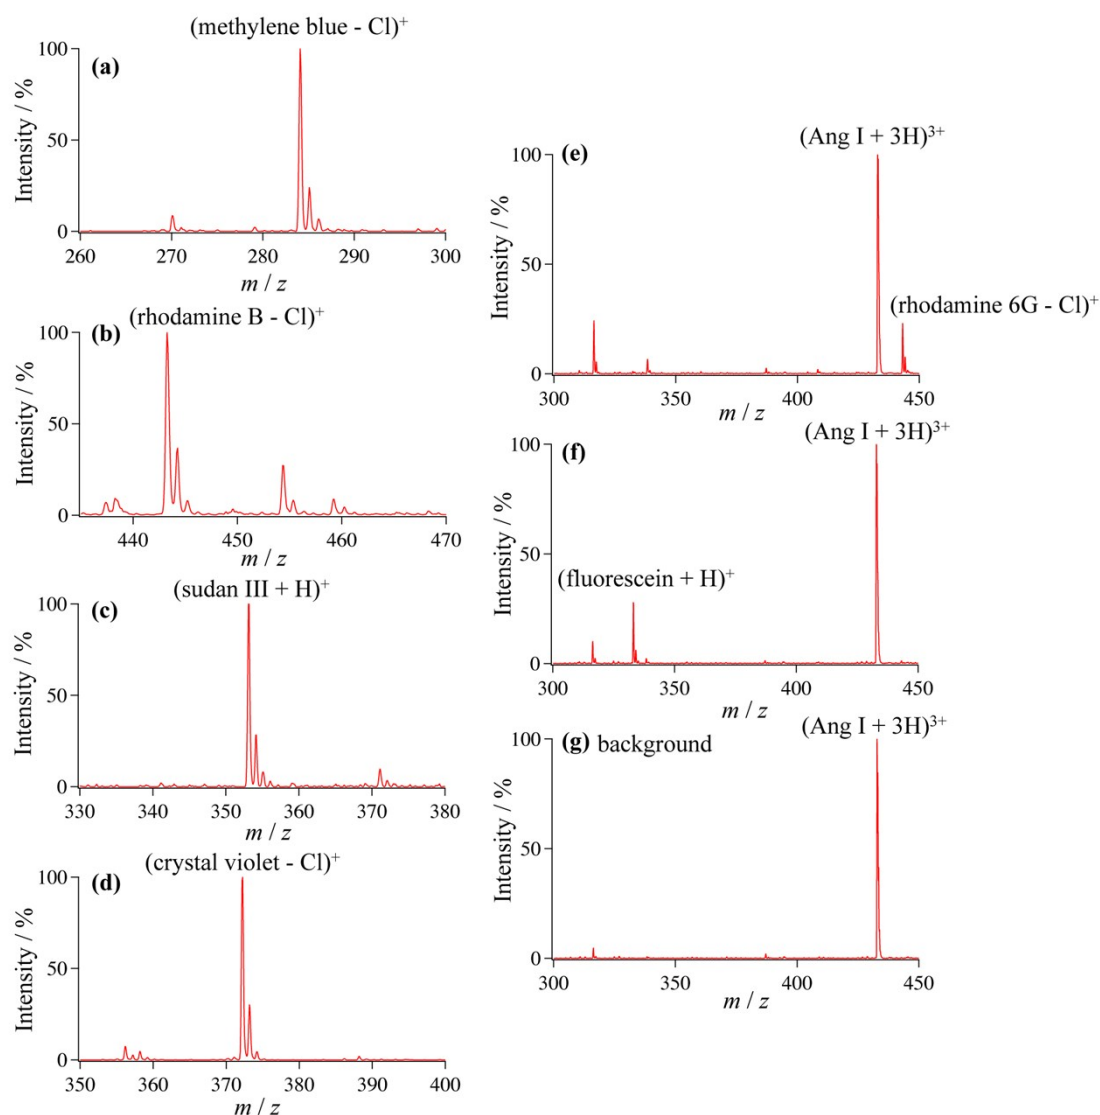 (methylene blue - Cl)+
(a)
100
50
0
Intensity / %
260 270 280 290 300
m / z
(rhodamine B - Cl)+
(b)
100
50
0
Intensity / %
440 450 460 470
m / z
(sudan III + H)+
(c)
100
50
0
Intensity / %
330 340 350 360 370 380
m / z
(crystal violet - Cl)+
(d)
100
50
0
Intensity / %
350 360 370 380 390 400
m / z
(Ang I + 3H)3+
(e)
100
50
0
Intensity / %
(rhodamine 6G - Cl)+
300 350 400 450
m / z
(Ang I + 3H)3+
(f)
100
50
0
Intensity / %
(fluorescein + H)+
300 350 400 450
m / z
(Ang I + 3H)3+
(g) background
100
50
0
Intensity / %
300 350 400 450
m / z